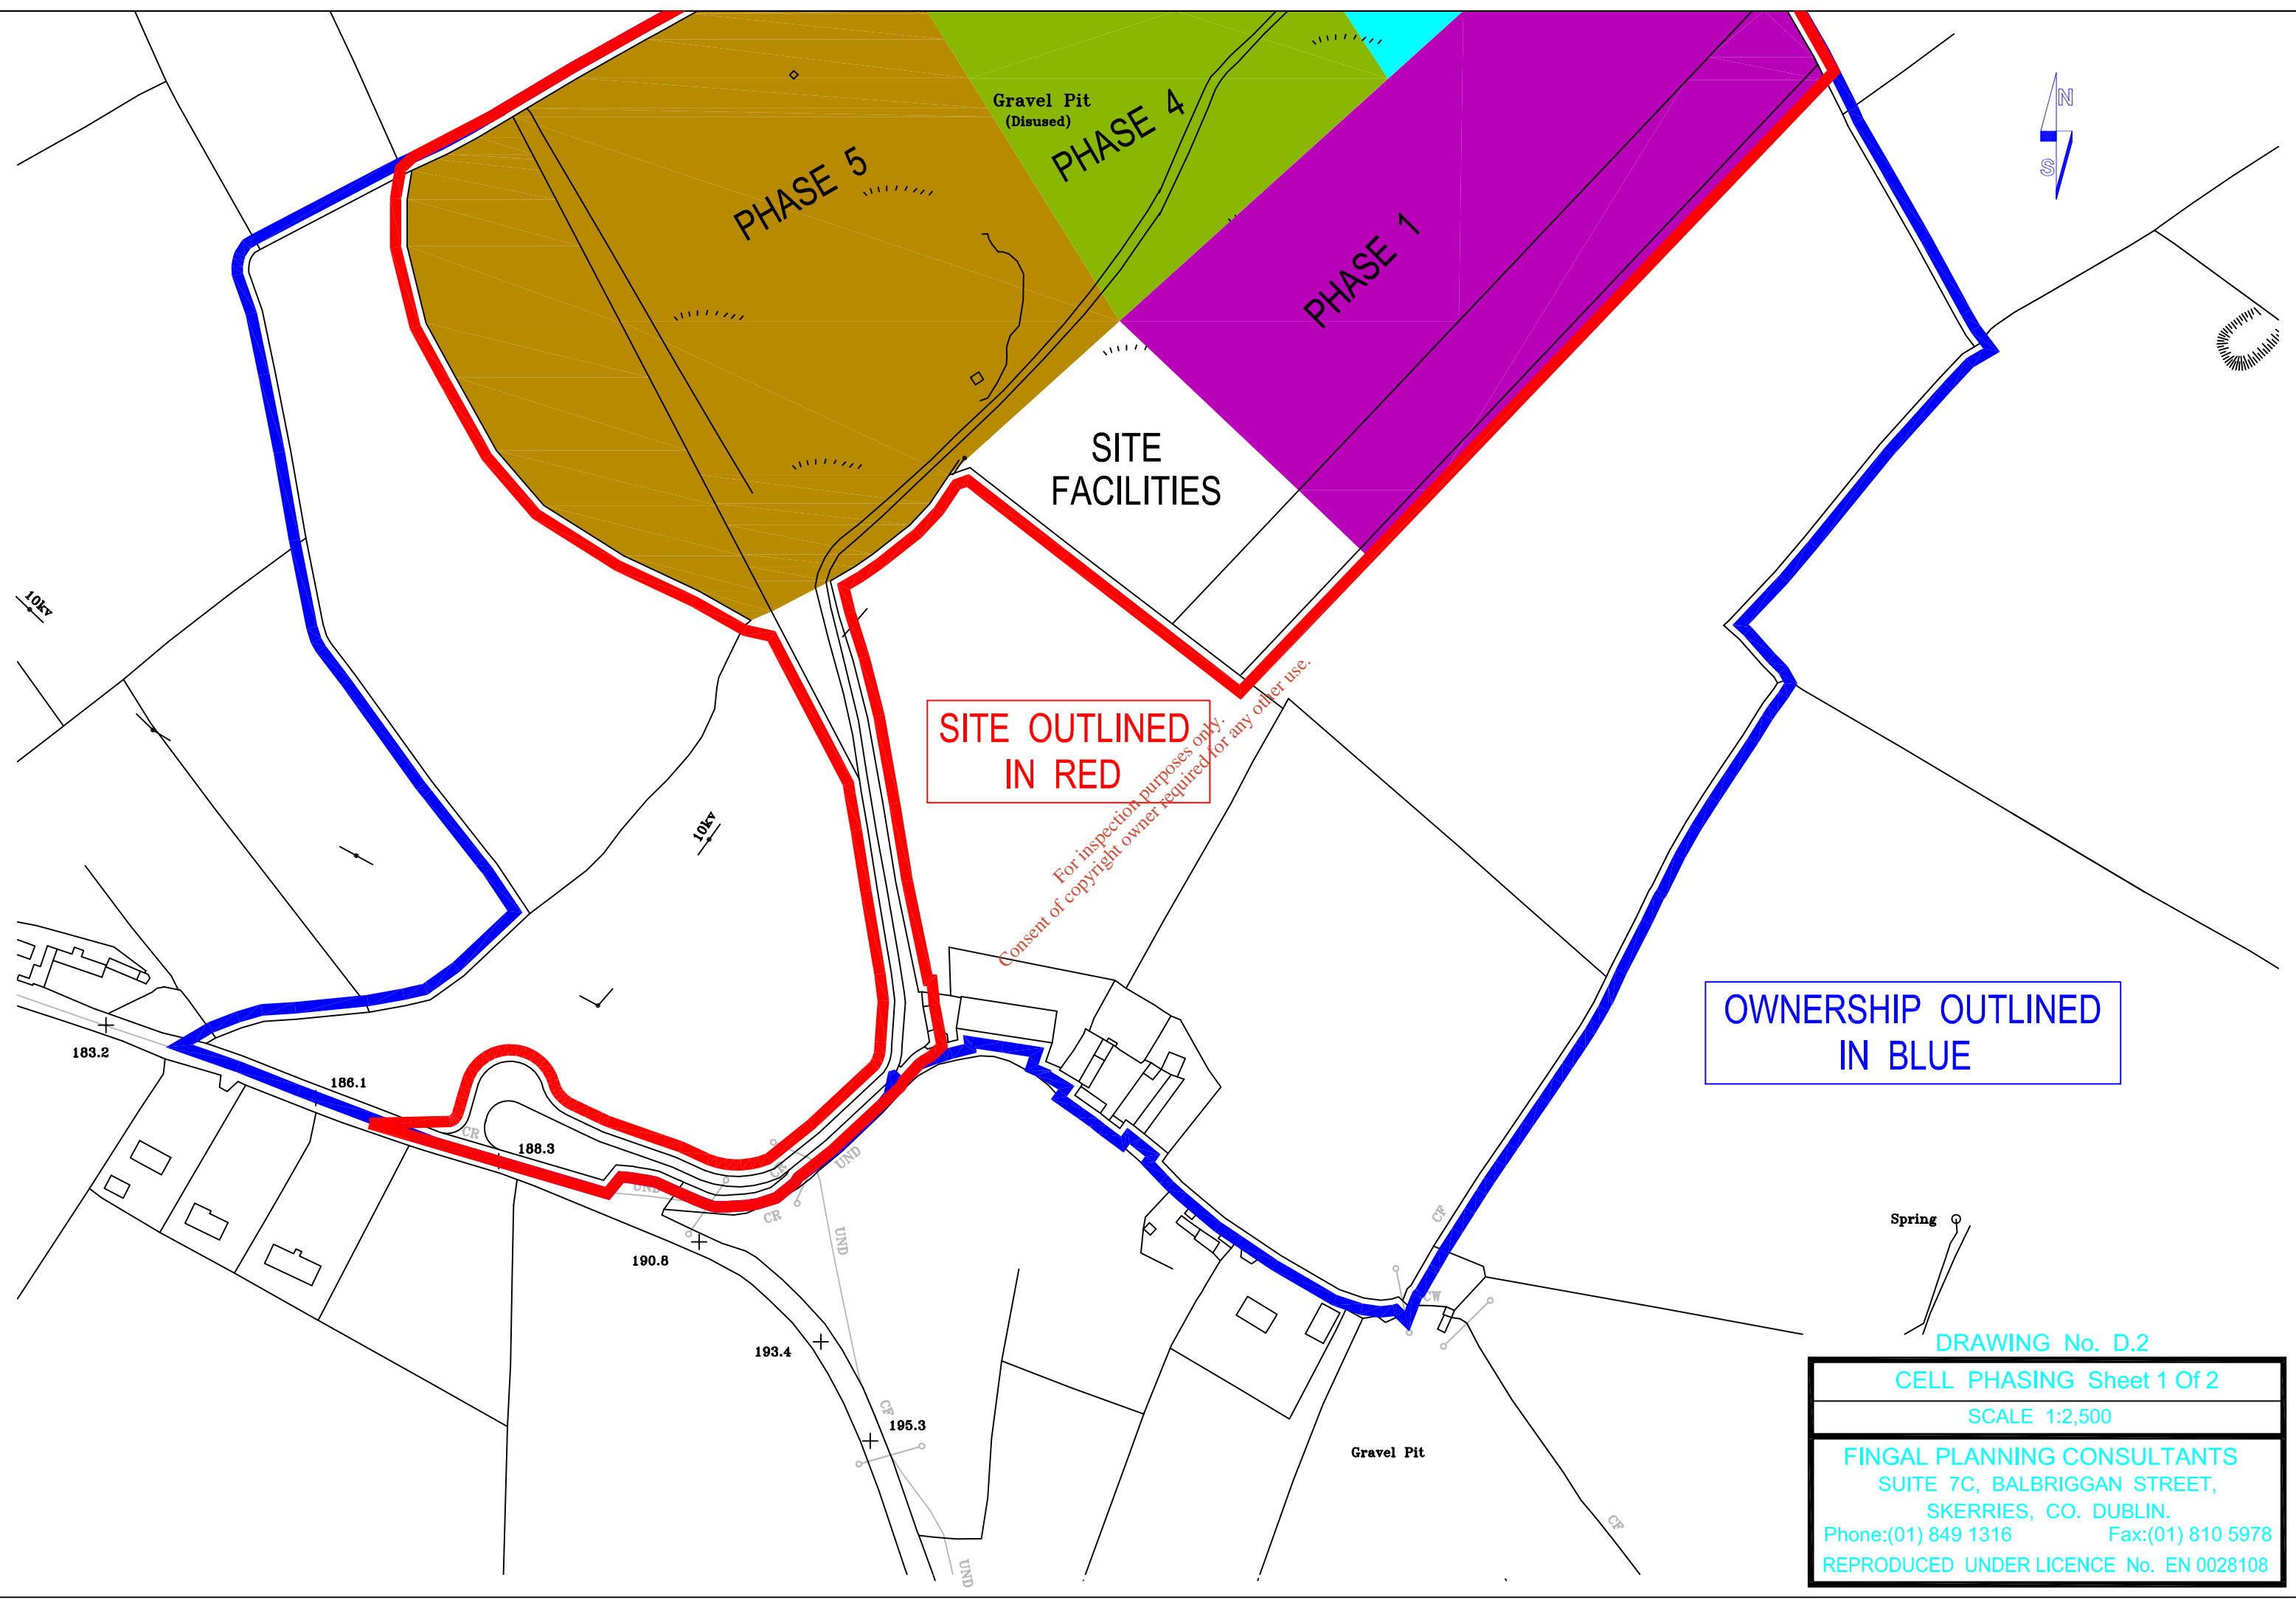 Gravel Pit
(Disused)
PHASE 4
PHASE 5
PHASE 1
N
S
SITE
FACILITIES
10kv
SITE OUTLINED
IN RED
10kv
For inspection purposes only.
Consent of copyright owner required for any other use.
OWNERSHIP OUTLINED
IN BLUE
183.2
186.1
CR
188.3
CR
UND
UND
CR
UND
190.8
193.4
CF
195.3
UND
CF
CW
Spring
Gravel Pit
CF
DRAWING No. D.2
CELL PHASING Sheet 1 Of 2
SCALE 1:2,500
FINGAL PLANNING CONSULTANTS
SUITE 7C, BALBRIGGAN STREET,
SKERRIES, CO. DUBLIN.
Phone:(01) 849 1316 Fax:(01) 810 5978
REPRODUCED UNDER LICENCE No. EN 0028108